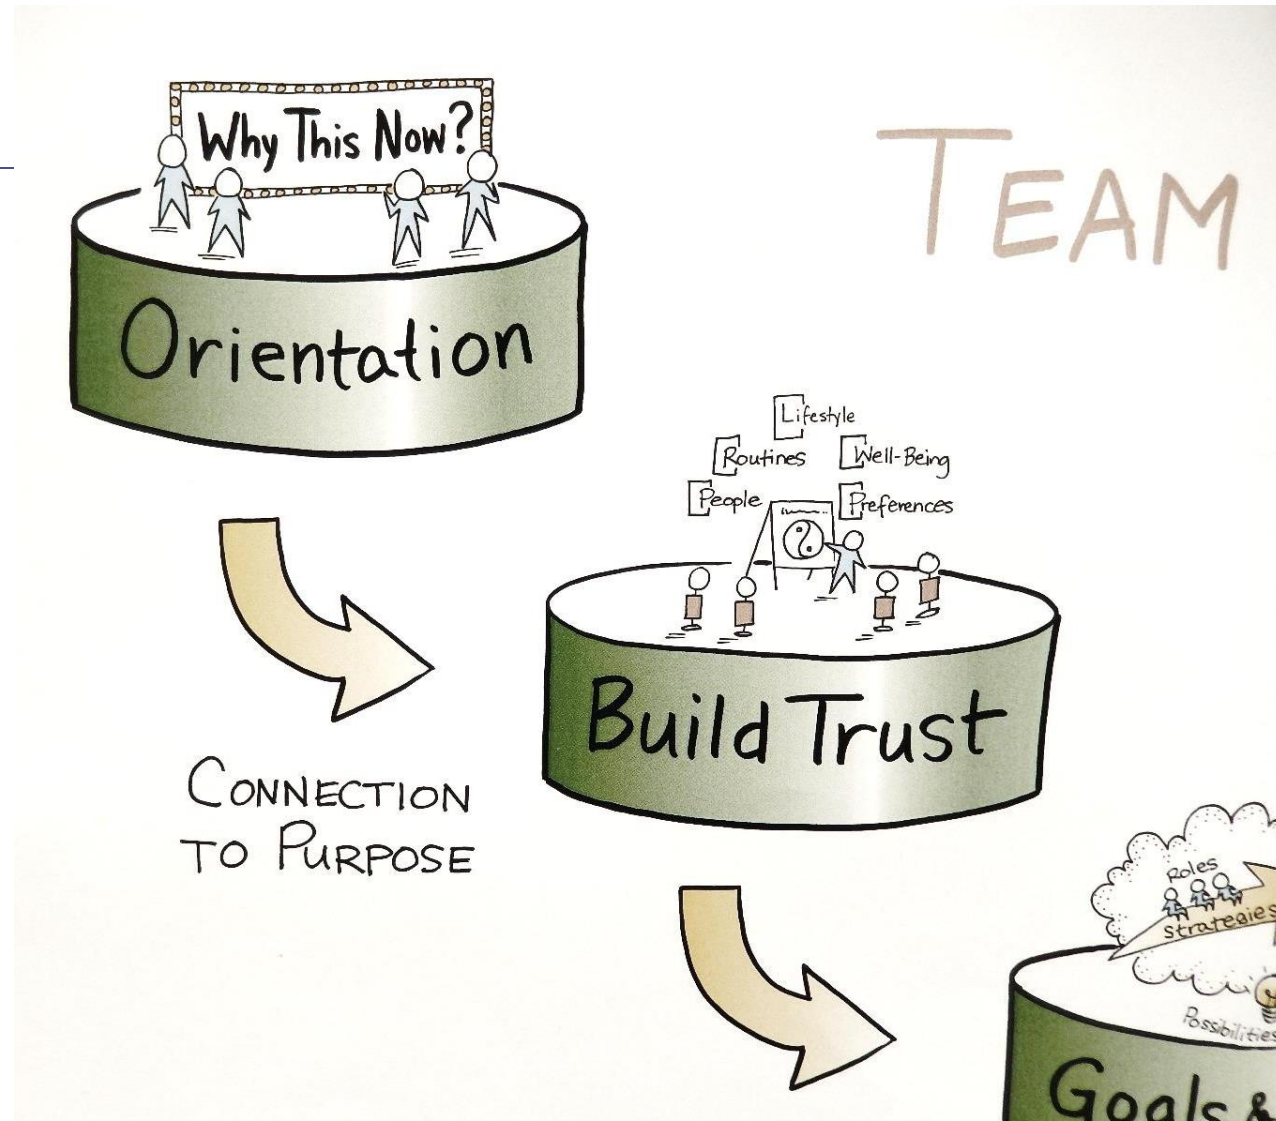 Why This Now?
TEAM
Orientation
Lifestyle
Routines
Well-Being
People
Preferences
Build Trust
CONNECTION
TO PURPOSE
Roles
Strategies
Possibilities
Goals &